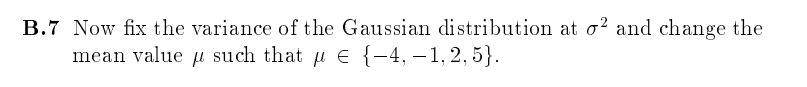 B.7 Now fix the variance of the Gaussian distribution at σ² and change the
mean value μ such that μ ∈ {−4, −1, 2, 5}.